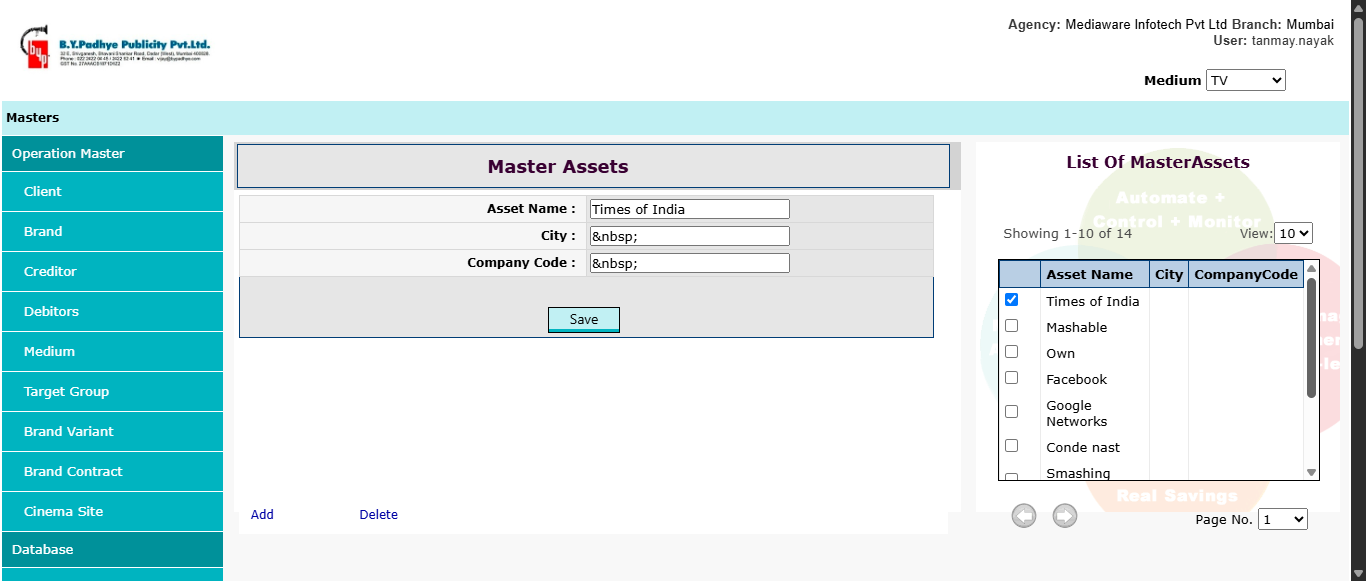 Agency: Mediaware Infotech Pvt Ltd Branch: Mumbai
User: tanmay.nayak
B.Y.Padhye Publicity Pvt.Ltd.
Medium TV
Masters
Operation Master
Client
Brand
Creditor
Debitors
Medium
Target Group
Brand Variant
Brand Contract
Cinema Site
Database
Master Assets
Asset Name : Times of India
City : &nbsp;
Company Code : &nbsp;
Save
Add Delete
List Of MasterAssets
Automate +
Control + Monitor
Showing 1-10 of 14 View: 10
Asset Name City CompanyCode
Times of India
Mashable
Own
Facebook
Google
Networks
Conde nast
Smashing
Real Savings
Page No. 1